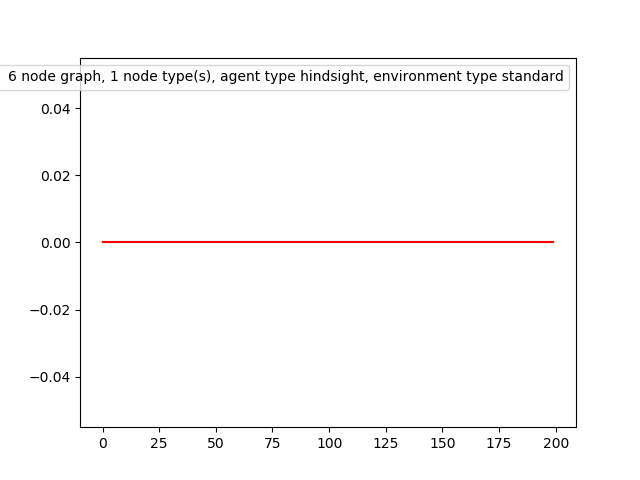 6 node graph, 1 node type(s), agent type hindsight, environment type standard
0.04
0.02
0.00
−0.02
−0.04
0 25 50 75 100 125 150 175 200